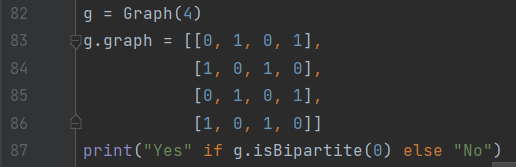 82 g = Graph(4)
83 g.graph = [[0, 1, 0, 1],
84 [1, 0, 1, 0],
85 [0, 1, 0, 1],
86 [1, 0, 1, 0]]
87 print("Yes" if g.isBipartite(0) else "No")